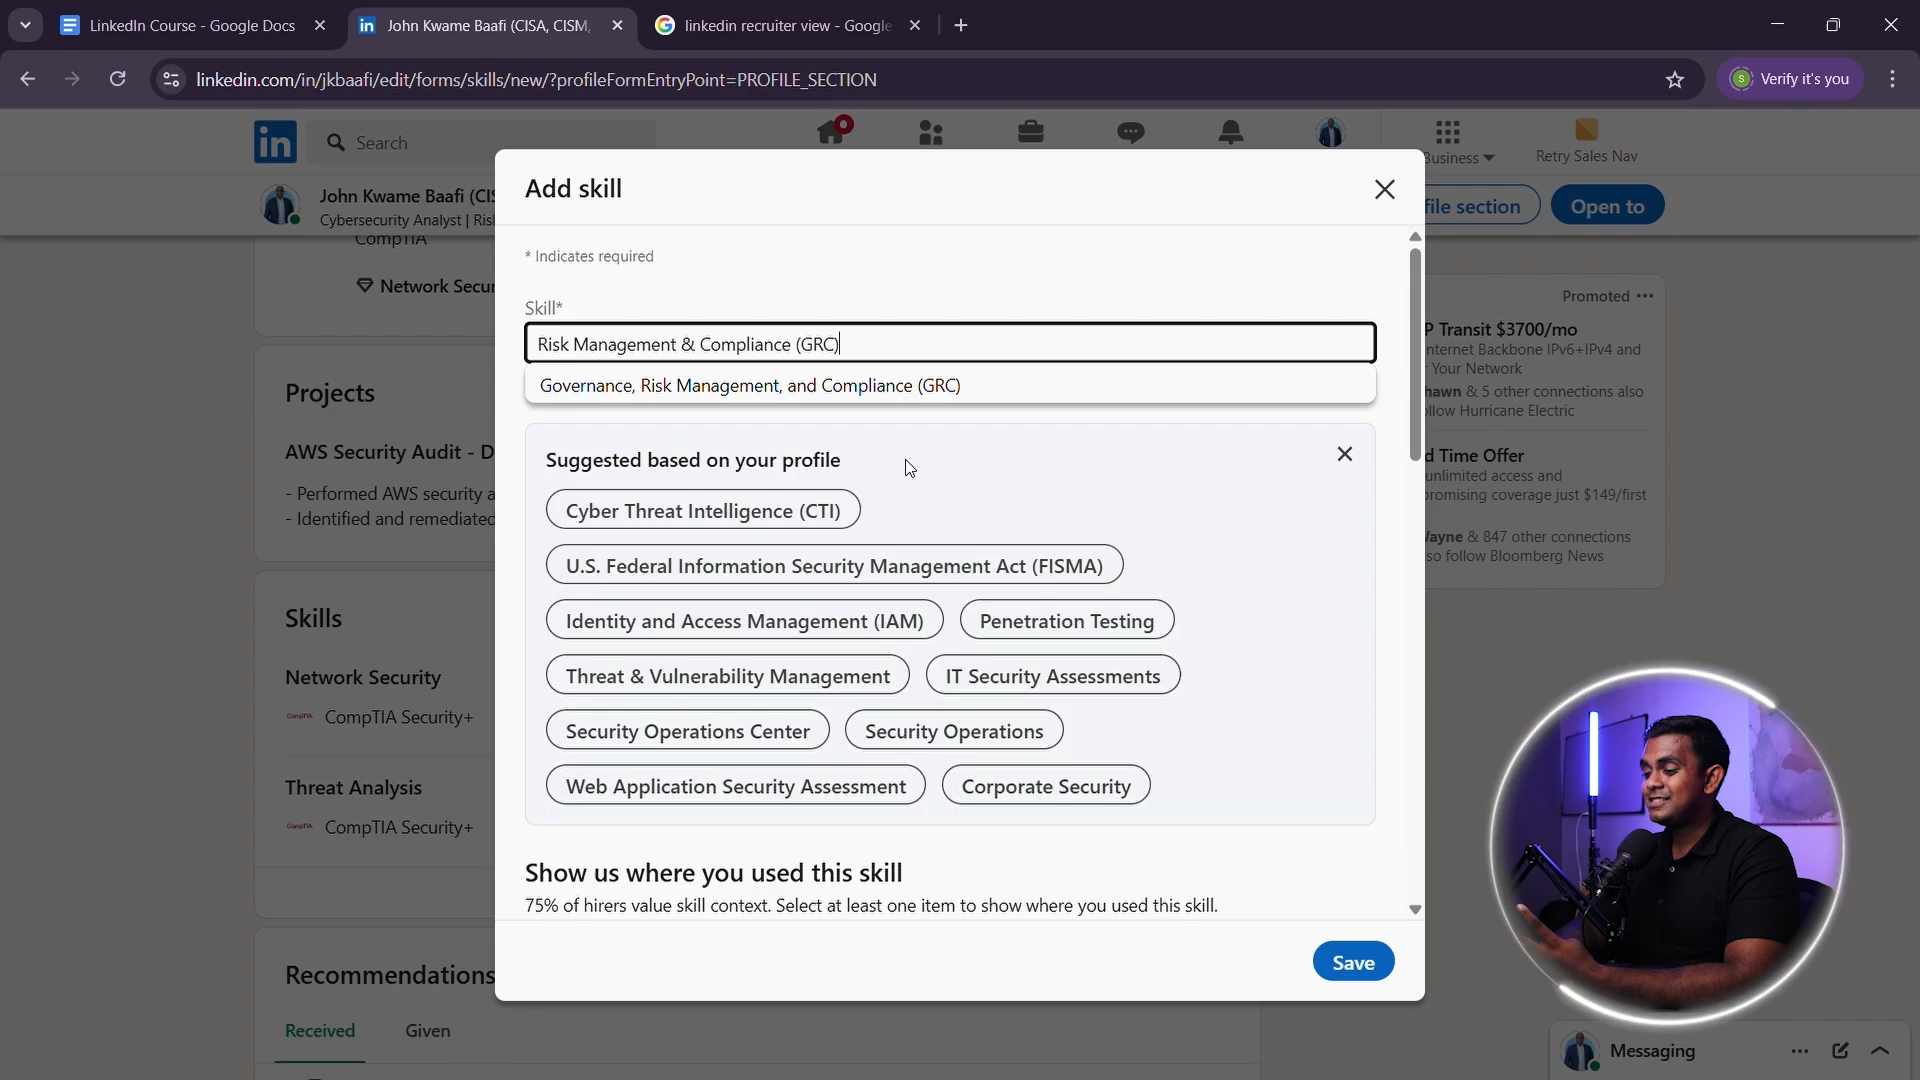 LinkedIn Course - Google Docs
John Kwame Baafi (CISA, CISM,
linkedin recruiter view - Google
linkedin.com/in/jkbaafi/edit/forms/skills/new/?profileFormEntryPoint=PROFILE_SECTION
S
Verify it's you
in
Search
Business
Retry Sales Nav
John Kwame Baafi (CIS
Cybersecurity Analyst | Ris
file section
Open to
CompTIA
Network Secur
Projects
AWS Security Audit - D
- Performed AWS security a
- Identified and remediated
Skills
Network Security
CompTIA
CompTIA Security+
Threat Analysis
CompTIA
CompTIA Security+
Recommendations
Received
Given
Add skill
* Indicates required
Skill*
Risk Management & Compliance (GRC)
Governance, Risk Management, and Compliance (GRC)
Suggested based on your profile
Cyber Threat Intelligence (CTI)
U.S. Federal Information Security Management Act (FISMA)
Identity and Access Management (IAM)
Penetration Testing
Threat & Vulnerability Management
IT Security Assessments
Security Operations Center
Security Operations
Web Application Security Assessment
Corporate Security
Show us where you used this skill
75% of hirers value skill context. Select at least one item to show where you used this skill.
Save
Promoted
P Transit $3700/mo
nternet Backbone IPv6+IPv4 and
Your Network
hawn & 5 other connections also
ollow Hurricane Electric
d Time Offer
unlimited access and
promising coverage just $149/first
Wayne & 847 other connections
so follow Bloomberg News
Messaging